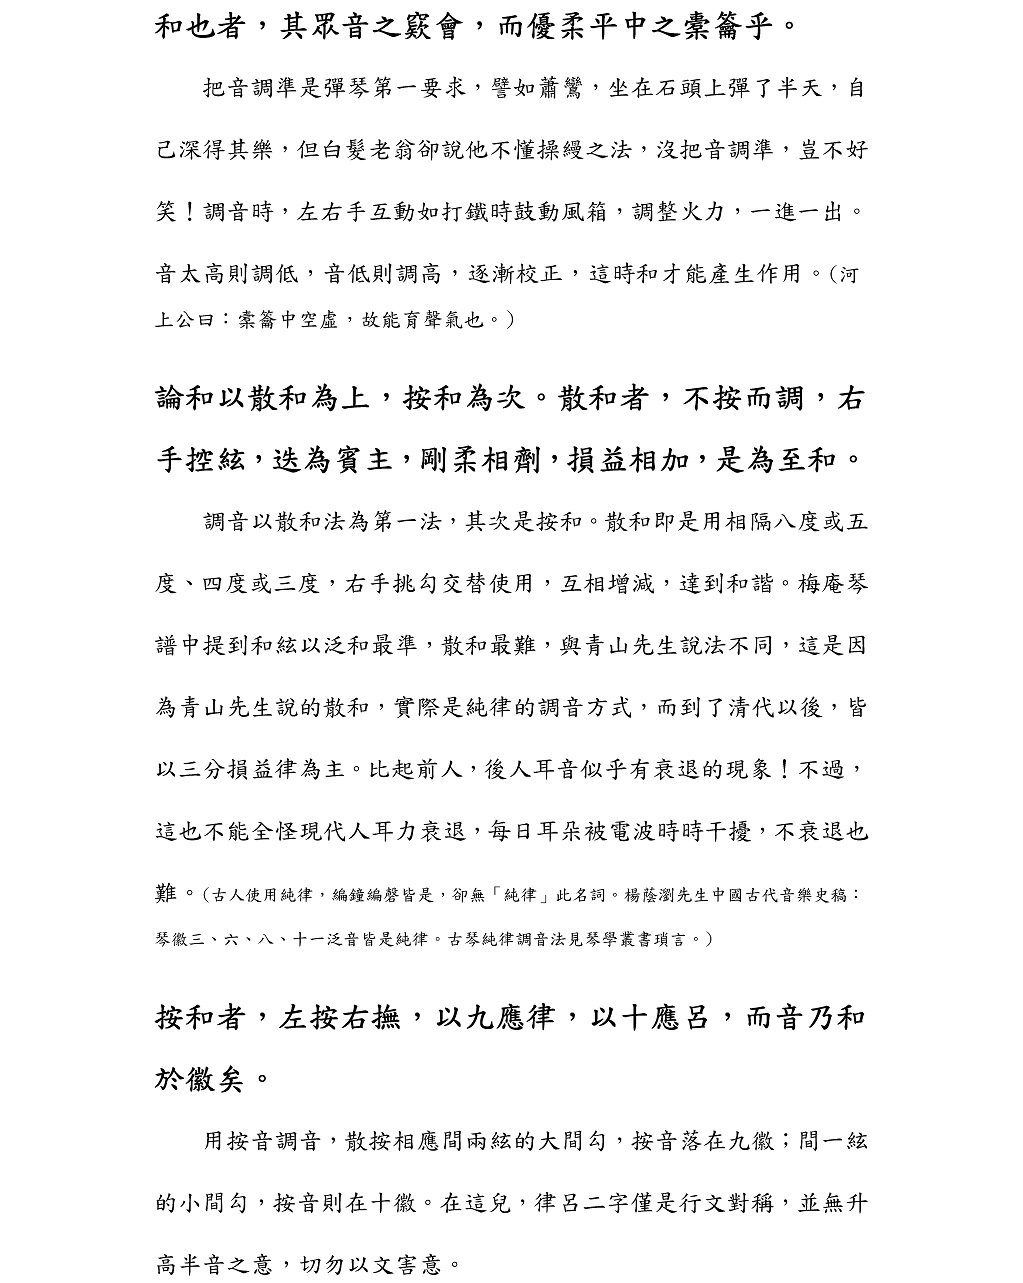 和也者，其眾音之窾會，而優柔平中之橐籥乎。
把音調準是彈琴第一要求，譬如蕭鸞，坐在石頭上彈了半天，自
己深得其樂，但白髮老翁卻說他不懂操縵之法，沒把音調準，豈不好
笑！調音時，左右手互動如打鐵時鼓動風箱，調整火力，一進一出。
音太高則調低，音低則調高，逐漸校正，這時和才能產生作用。(河
上公曰：橐籥中空虛，故能育聲氣也。)
論和以散和為上，按和為次。散和者，不按而調，右
手控絃，迭為賓主，剛柔相劑，損益相加，是為至和。
調音以散和法為第一法，其次是按和。散和即是用相隔八度或五
度、四度或三度，右手挑勾交替使用，互相增減，達到和諧。梅庵琴
譜中提到和絃以泛和最準，散和最難，與青山先生說法不同，這是因
為青山先生說的散和，實際是純律的調音方式，而到了清代以後，皆
以三分損益律為主。比起前人，後人耳音似乎有衰退的現象！不過，
這也不能全怪現代人耳力衰退，每日耳朵被電波時時干擾，不衰退也
難。(古人使用純律，編鐘編磬皆是，卻無「純律」此名詞。楊蔭瀏先生中國古代音樂史稿：
琴徽三、六、八、十一泛音皆是純律。古琴純律調音法見琴學叢書瑣言。)
按和者，左按右撫，以九應律，以十應呂，而音乃和
於徽矣。
用按音調音，散按相應間兩絃的大間勾，按音落在九徽；間一絃
的小間勾，按音則在十徽。在這兒，律呂二字僅是行文對稱，並無升
高半音之意，切勿以文害意。